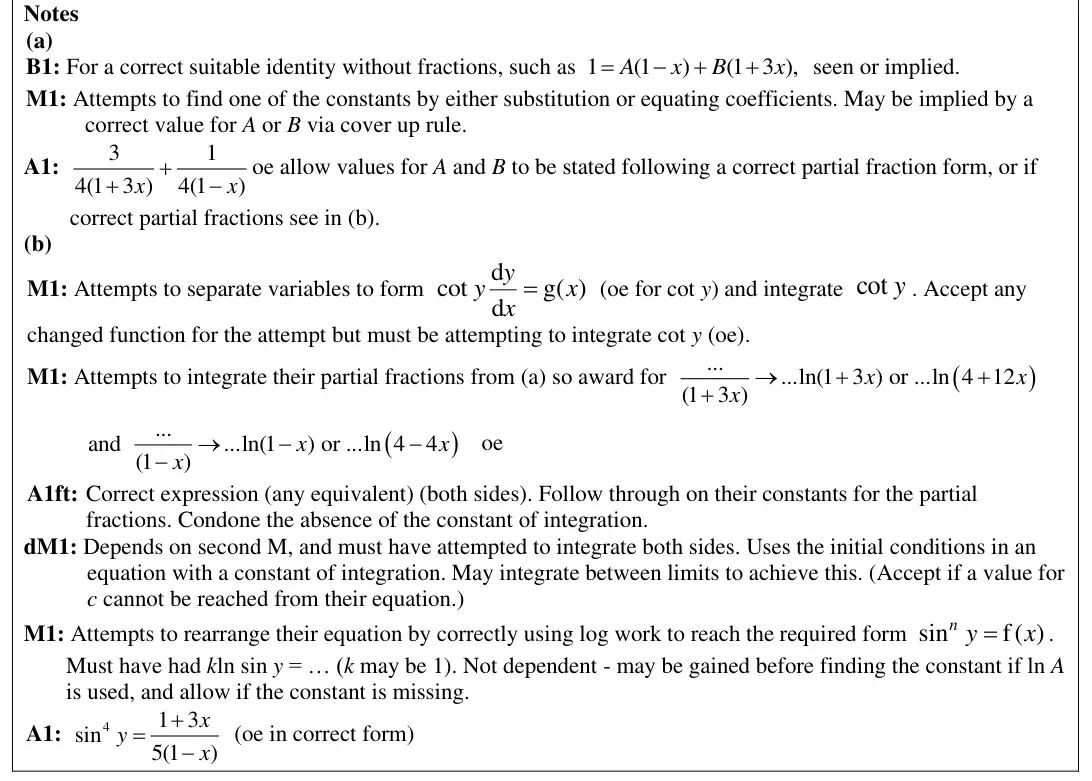 Notes
(a)
B1: For a correct suitable identity without fractions, such as 1 = A(1 − x) + B(1 + 3x), seen or implied.
M1: Attempts to find one of the constants by either substitution or equating coefficients. May be implied by a
correct value for A or B via cover up rule.
A1: 3/(4(1 + 3x)) + 1/(4(1 − x)) oe allow values for A and B to be stated following a correct partial fraction form, or if
correct partial fractions see in (b).
(b)
M1: Attempts to separate variables to form cot y dy/dx = g(x) (oe for cot y) and integrate cot y . Accept any
changed function for the attempt but must be attempting to integrate cot y (oe).
M1: Attempts to integrate their partial fractions from (a) so award for .../(1 + 3x) → ...ln(1 + 3x) or ...ln(4 + 12x)
and .../(1 − x) → ...ln(1 − x) or ...ln(4 − 4x) oe
A1ft: Correct expression (any equivalent) (both sides). Follow through on their constants for the partial
fractions. Condone the absence of the constant of integration.
dM1: Depends on second M, and must have attempted to integrate both sides. Uses the initial conditions in an
equation with a constant of integration. May integrate between limits to achieve this. (Accept if a value for
c cannot be reached from their equation.)
M1: Attempts to rearrange their equation by correctly using log work to reach the required form sinⁿ y = f(x) .
Must have had kln sin y = … (k may be 1). Not dependent - may be gained before finding the constant if ln A
is used, and allow if the constant is missing.
A1: sin⁴ y = (1 + 3x)/(5(1 − x)) (oe in correct form)